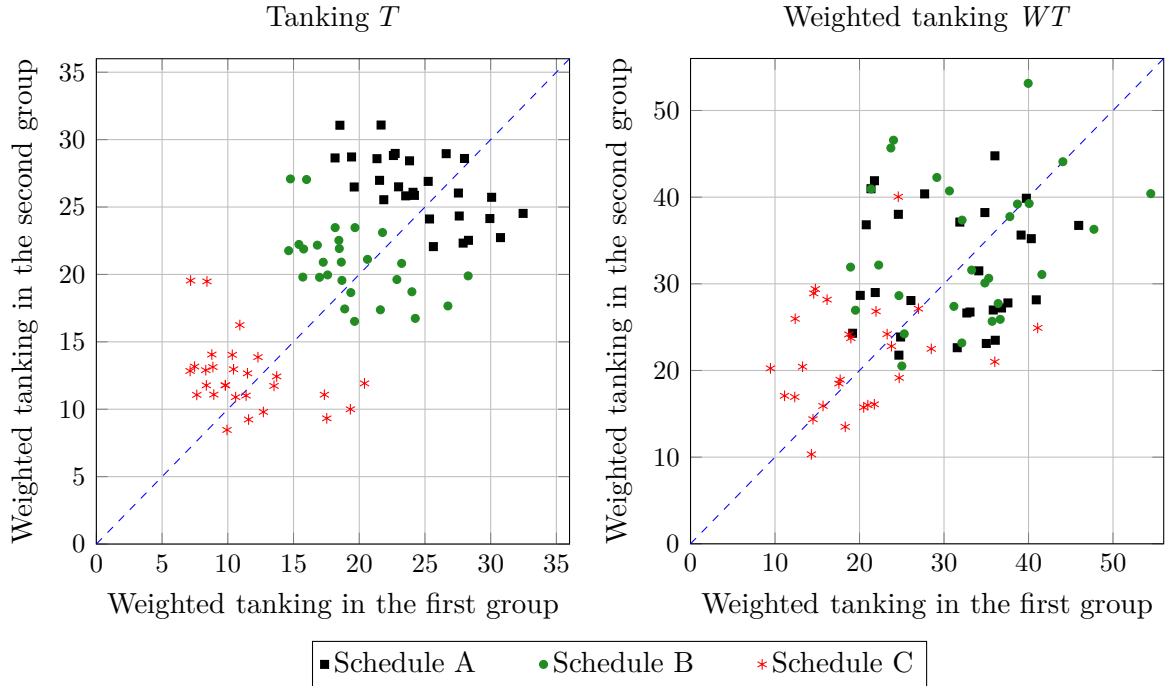 Tanking T
Weighted tanking WT
Weighted tanking in the second group
35
30
25
20
15
10
5
0
0 5 10 15 20 25 30 35
Weighted tanking in the first group
Weighted tanking in the second group
50
40
30
20
10
0
0 10 20 30 40 50
Weighted tanking in the first group
Schedule A Schedule B Schedule C